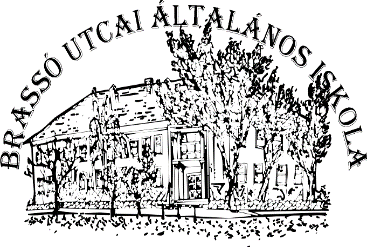 BRASSÓ UTCAI ÁLTALÁNOS ISKOLA